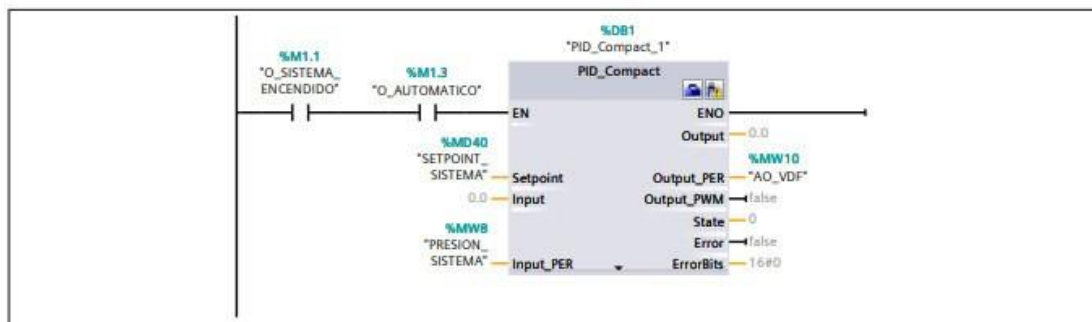 %DB1
"PID_Compact_1"
%M1.1
"O_SISTEMA_
ENCENDIDO"
%M1.3
"O_AUTOMATICO"
PID_Compact
EN
ENO
Output
0.0
%MD40
"SETPOINT_
SISTEMA"
Setpoint
%MW10
Output_PER
"AO_VDF"
0.0
Input
Output_PWM
false
State
0
%MW8
"PRESION_
SISTEMA"
Input_PER
Error
false
ErrorBits
16#0